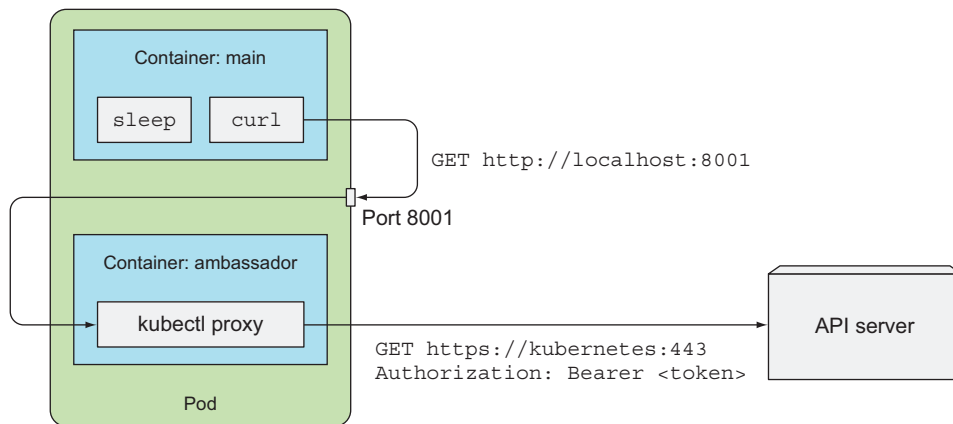 Container: main
sleep
curl
GET http://localhost:8001
Port 8001
Container: ambassador
kubectl proxy
API server
GET https://kubernetes:443
Authorization: Bearer <token>
Pod